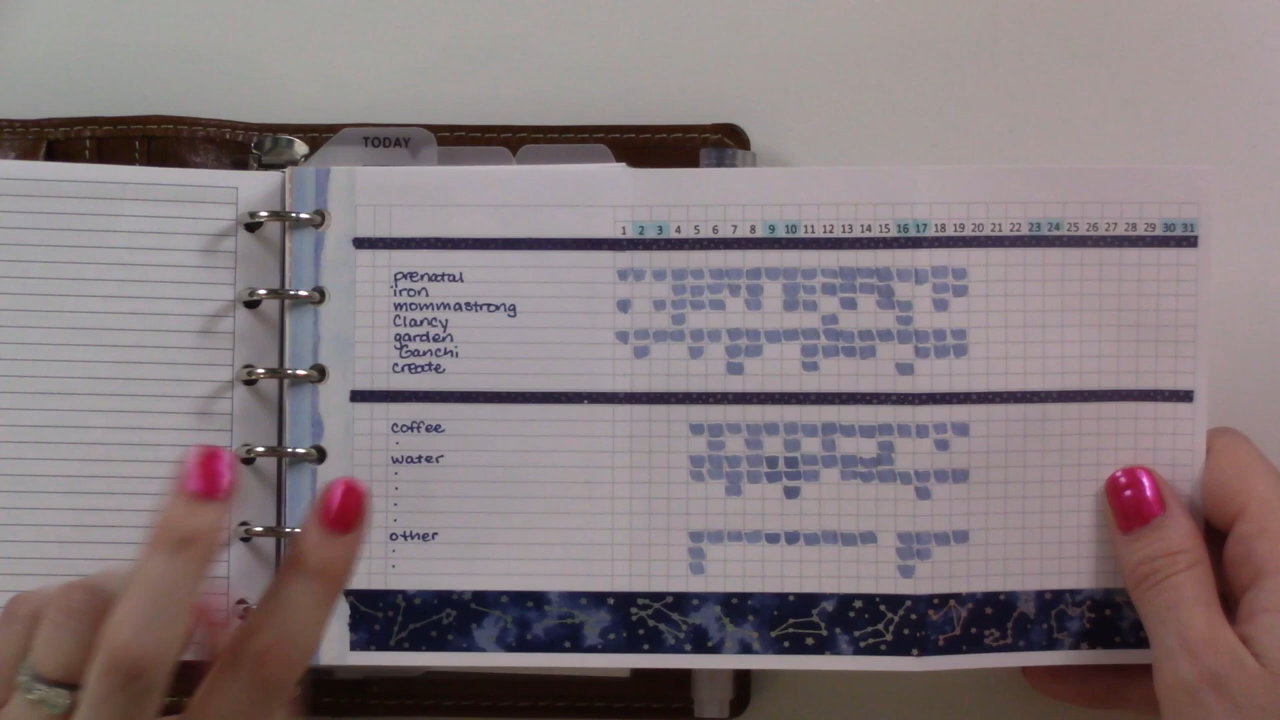 TODAY
1 2 3 4 5 6 7 8 9 10 11 12 13 14 15 16 17 18 19 20 21 22 23 24 25 26 27 28 29 30 31
prenatal
iron
mommastrong
Clancy
garden
Ganchi
create
coffee
water
other